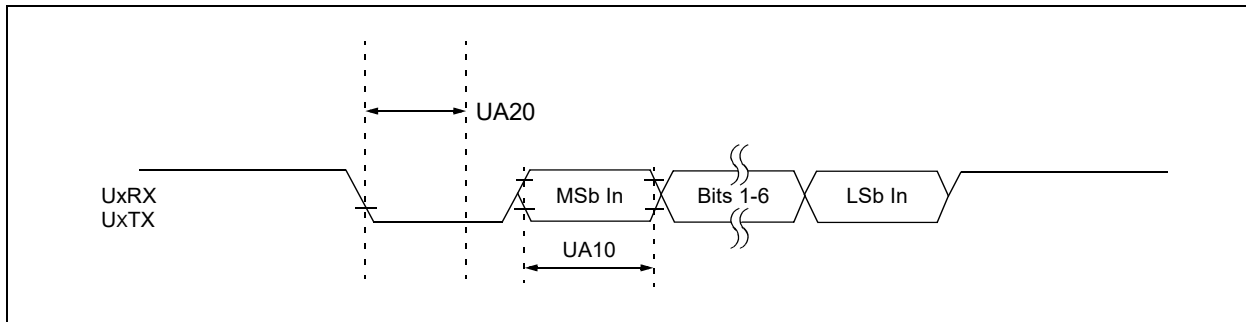 UA20
UxRX
UxTX
MSb In
Bits 1-6
LSb In
UA10